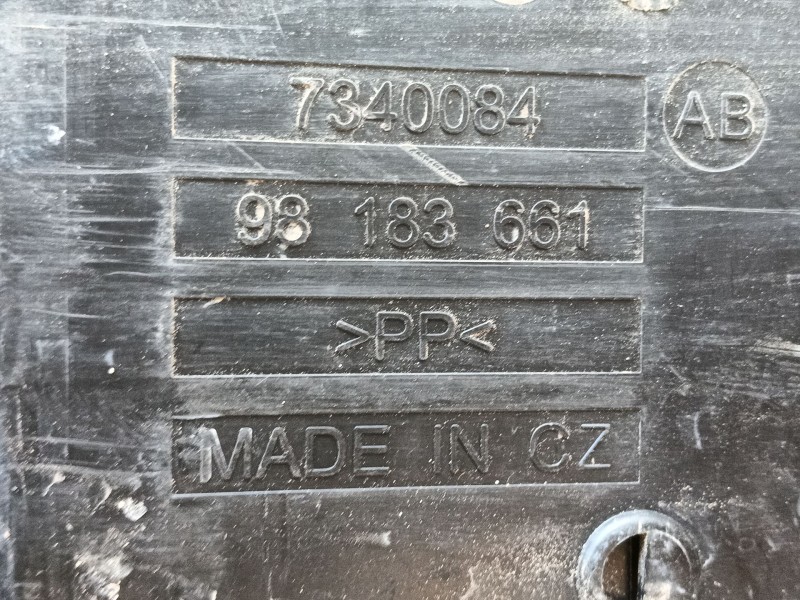 7340084
AB
98 183 661
>PP<
MADE IN CZ